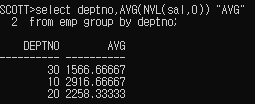 SCOTT>select deptno,AVG(NVL(sal,0)) "AVG"
2 from emp group by deptno;
DEPTNO AVG
---------- ----------
30 1566.66667
10 2916.66667
20 2258.33333